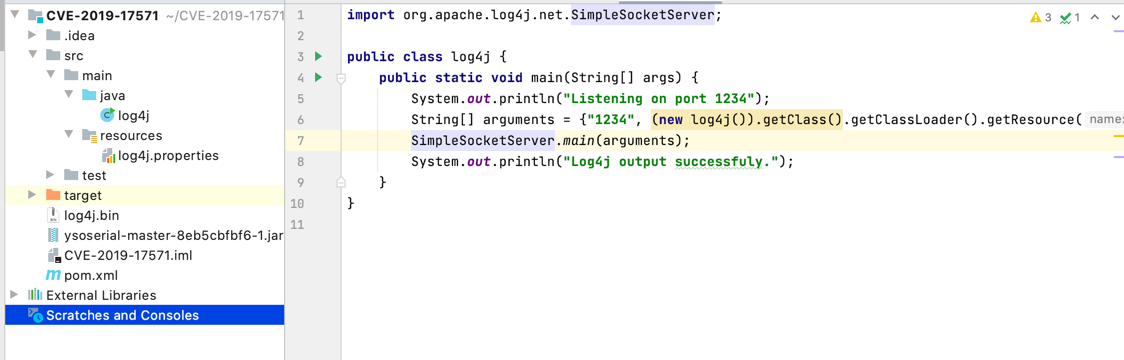 CVE-2019-17571 ~/CVE-2019-17571
.idea
src
main
java
log4j
resources
log4j.properties
test
target
log4j.bin
ysoserial-master-8eb5cbfbf6-1.jar
CVE-2019-17571.iml
pom.xml
External Libraries
Scratches and Consoles
1 import org.apache.log4j.net.SimpleSocketServer;
2
3 public class log4j {
4 public static void main(String[] args) {
5 System.out.println("Listening on port 1234");
6 String[] arguments = {"1234", (new log4j()).getClass().getClassLoader().getResource( name:
7 SimpleSocketServer.main(arguments);
8 System.out.println("Log4j output successfuly.");
9 }
10 }
11
3 1